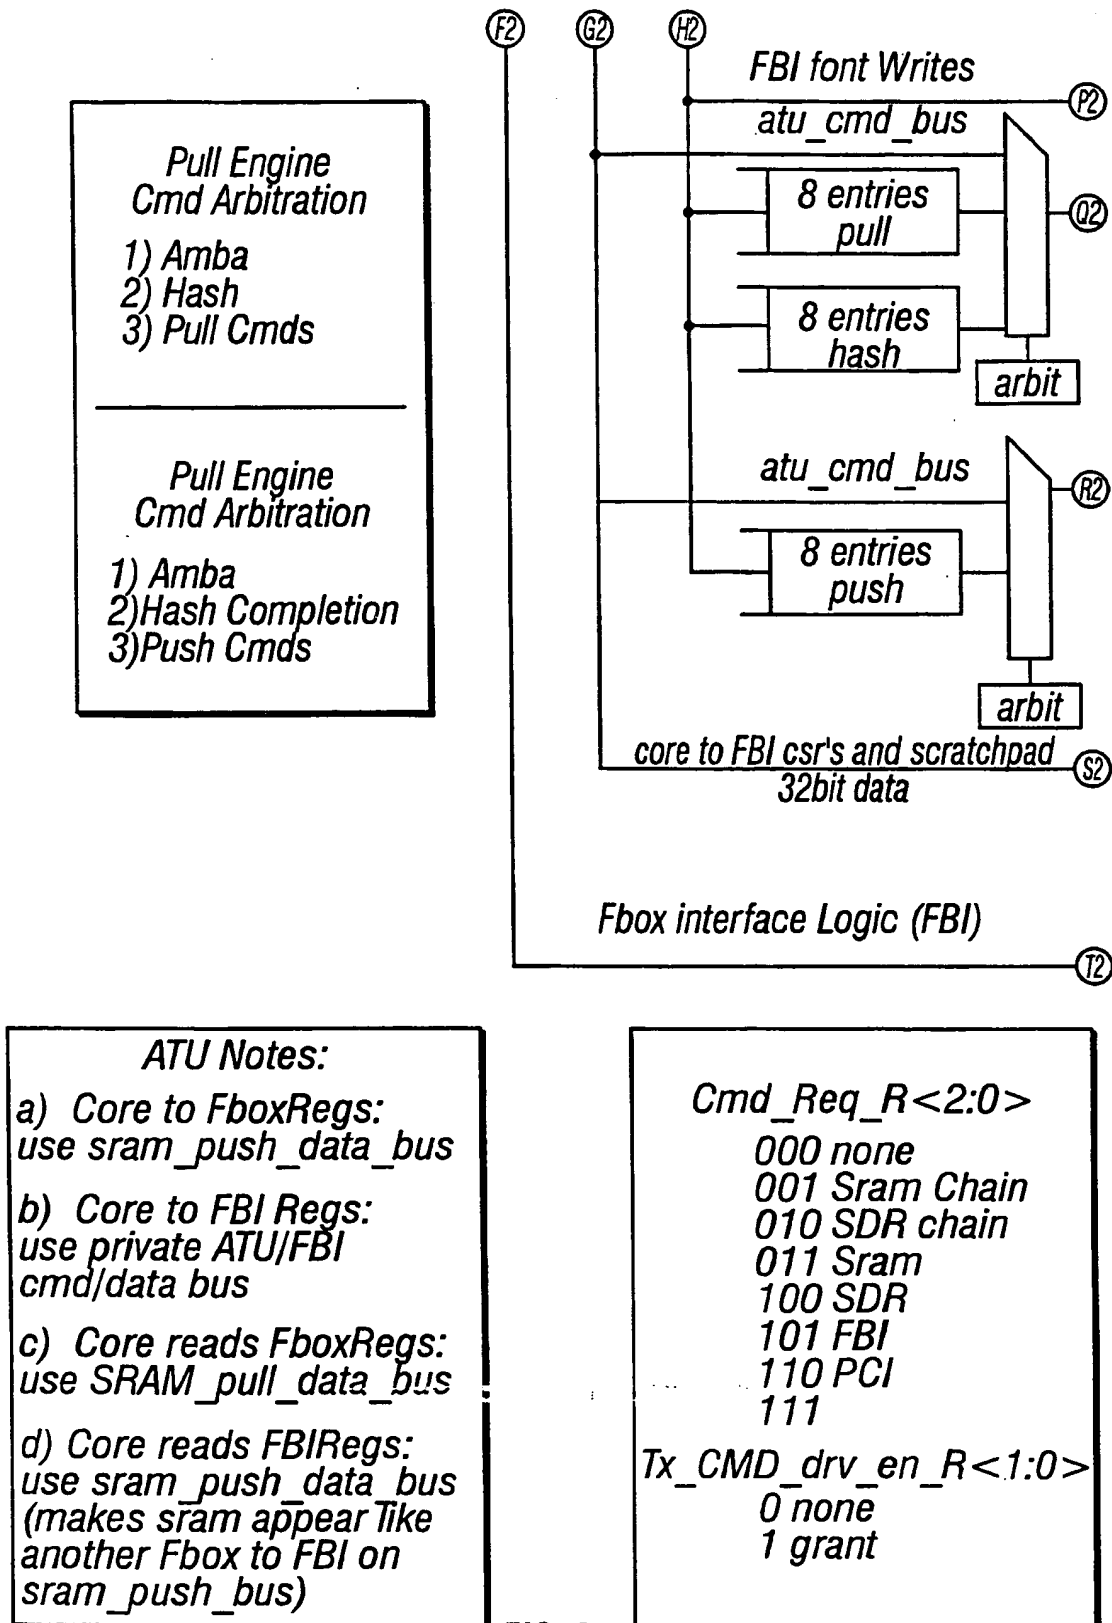 F2
G2
H2
FBI font Writes
P2
atu_cmd_bus
8 entries
pull
Q2
8 entries
hash
arbit
atu_cmd_bus
R2
8 entries
push
arbit
core to FBI csr's and scratchpad
32bit data
S2
Fbox interface Logic (FBI)
T2
Pull Engine
Cmd Arbitration
1) Amba
2) Hash
3) Pull Cmds
Pull Engine
Cmd Arbitration
1) Amba
2)Hash Completion
3)Push Cmds
ATU Notes:
a) Core to FboxRegs:
use sram_push_data_bus
b) Core to FBI Regs:
use private ATU/FBI
cmd/data bus
c) Core reads FboxRegs:
use SRAM_pull_data_bus
d) Core reads FBIRegs:
use sram_push_data_bus
(makes sram appear like
another Fbox to FBI on
sram_push_bus)
Cmd_Req_R<2:0>
000 none
001 Sram Chain
010 SDR chain
011 Sram
100 SDR
101 FBI
110 PCI
111
Tx_CMD_drv_en_R<1:0>
0 none
1 grant